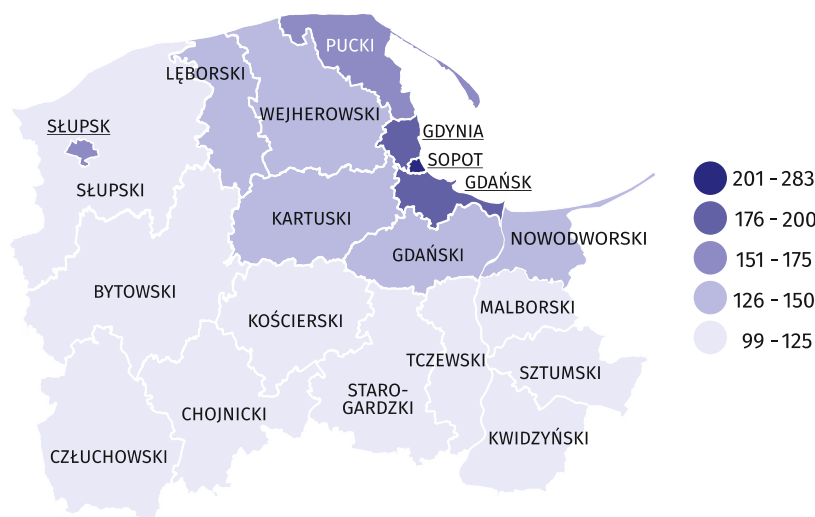 PUCKI
LĘBORSKI
WEJHEROWSKI
SŁUPSK
GDYNIA
SOPOT
GDAŃSK
SŁUPSKI
KARTUSKI
NOWODWORSKI
GDAŃSKI
BYTOWSKI
MALBORSKI
KOŚCIERSKI
TCZEWSKI
SZTUMSKI
STARO-
GARDZKI
CHOJNICKI
KWIDZYŃSKI
CZŁUCHOWSKI
201 - 283
176 - 200
151 - 175
126 - 150
99 - 125